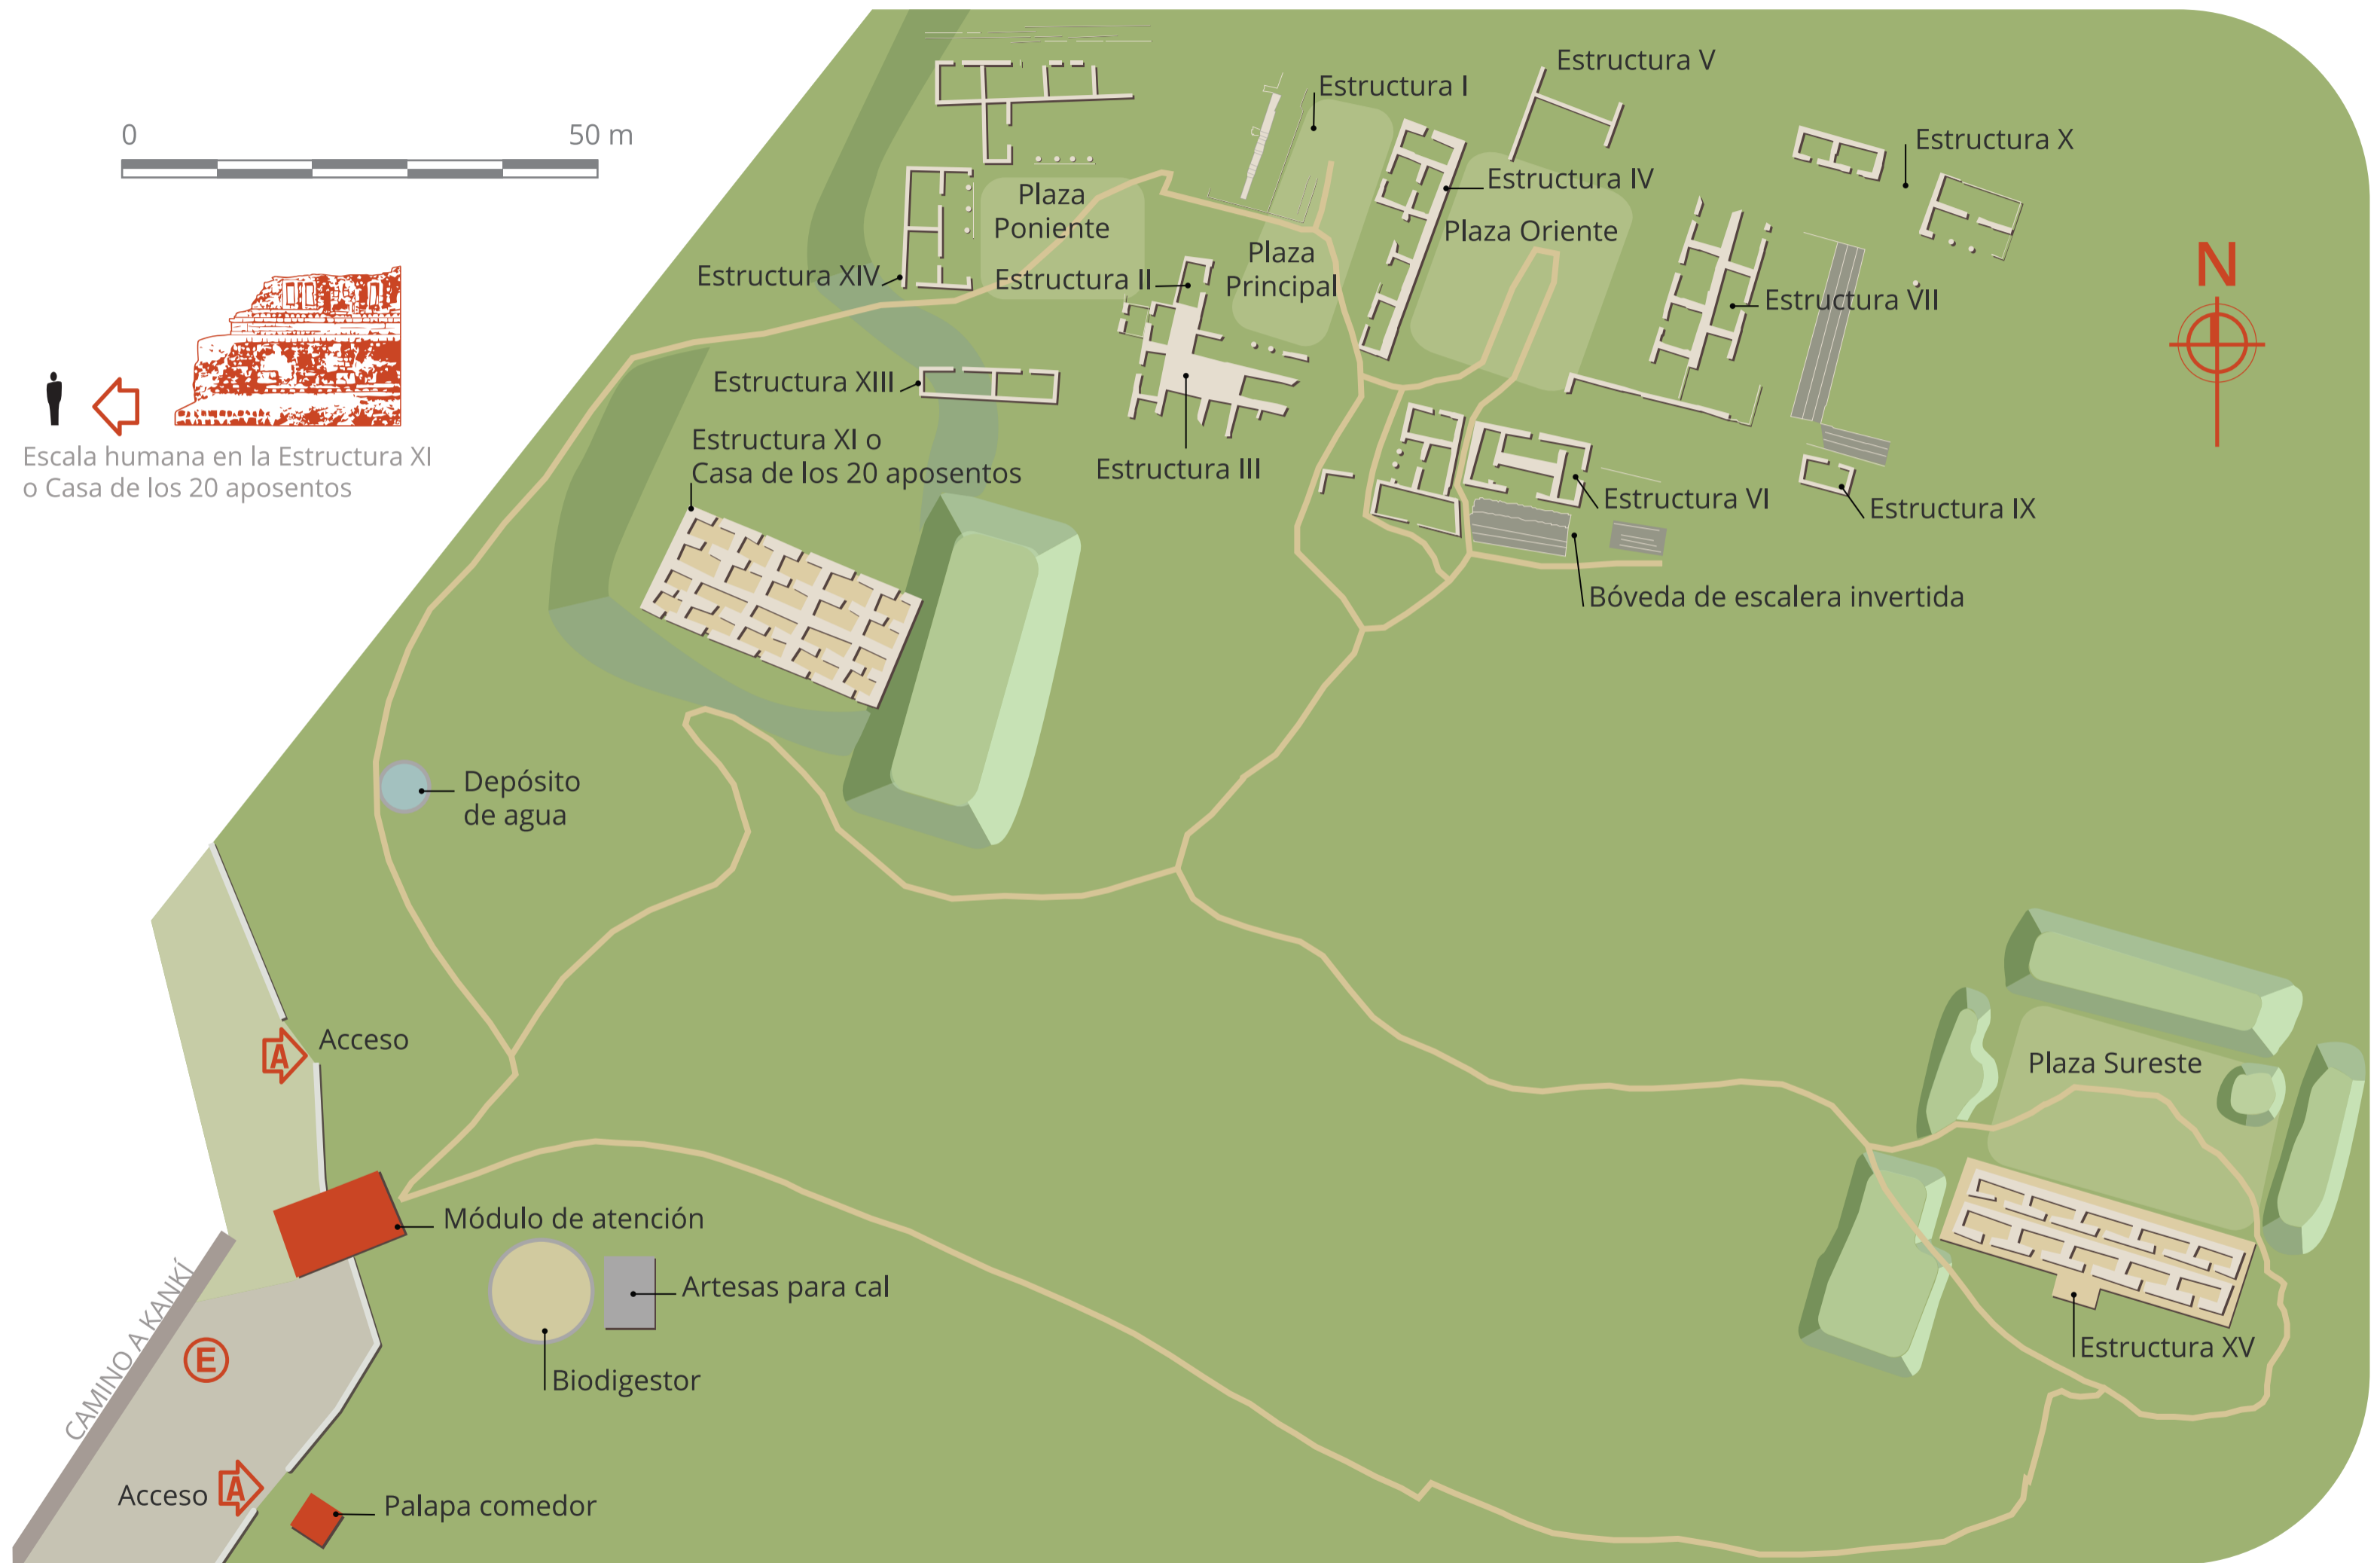 0
50 m
Escala humana en la Estructura XI
o Casa de los 20 aposentos
Estructura V
Estructura I
Estructura X
Estructura IV
Plaza
Poniente
Plaza Oriente
Plaza
Principal
Estructura XIV
Estructura II
Estructura VII
N
Estructura XIII
Estructura XI o
Casa de los 20 aposentos
Estructura III
Estructura VI
Estructura IX
Bóveda de escalera invertida
Depósito
de agua
Acceso
A
Plaza Sureste
Módulo de atención
Artesas para cal
Biodigestor
Estructura XV
CAMINO A KANKÍ
E
Acceso
A
Palapa comedor